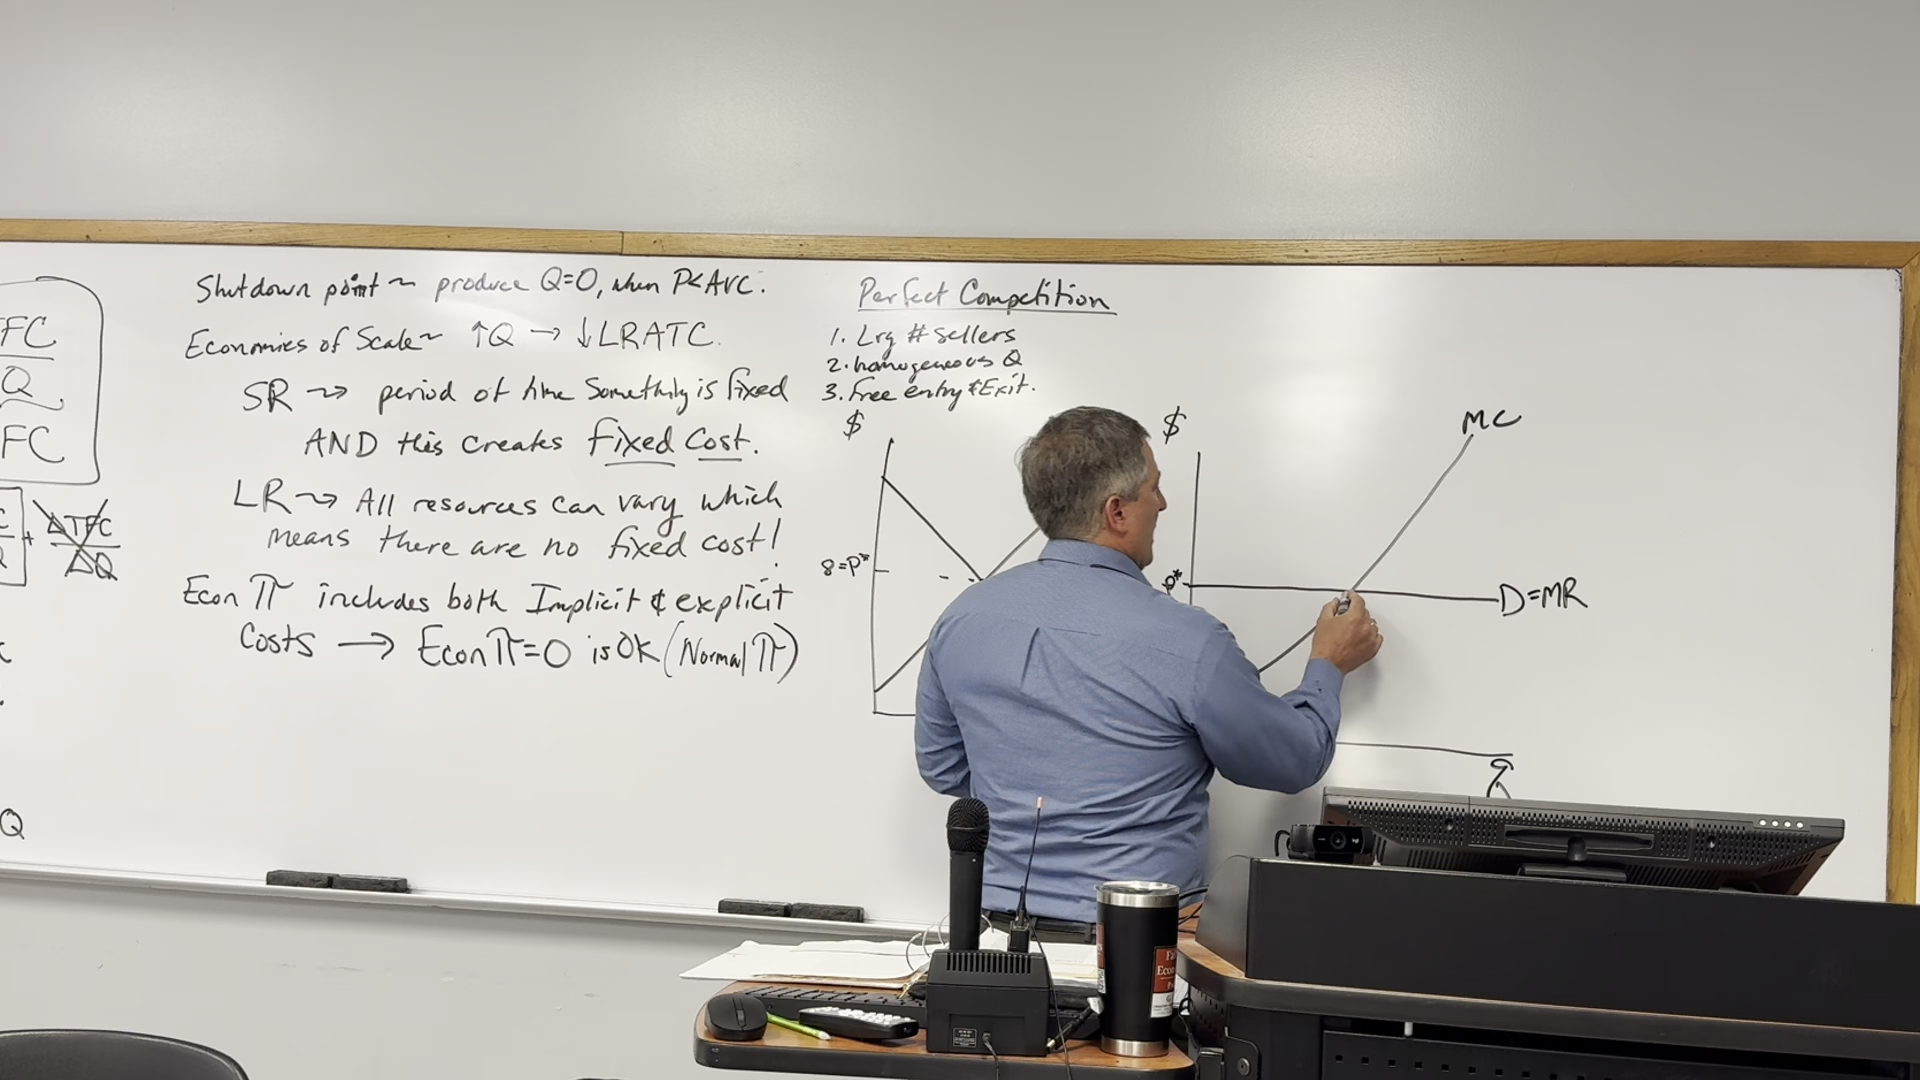 FC
Q
FC
C
Q
+ ΔTFC
ΔQ
Q
Shutdown point ~ produce Q=0, when P<AVC.
Economies of Scale ~ ↑Q → ↓LRATC.
SR ~> period of time Something is fixed
AND this creates fixed cost.
LR ~> All resources can vary which
means there are no fixed cost!
Econ π includes both Implicit & explicit
Costs → Econ π=0 is OK (Normal π)
Perfect Competition
1. Lrg # sellers
2. homogeneous Q
3. Free entry & Exit.
$
8=P*
$
P*
MC
D=MR